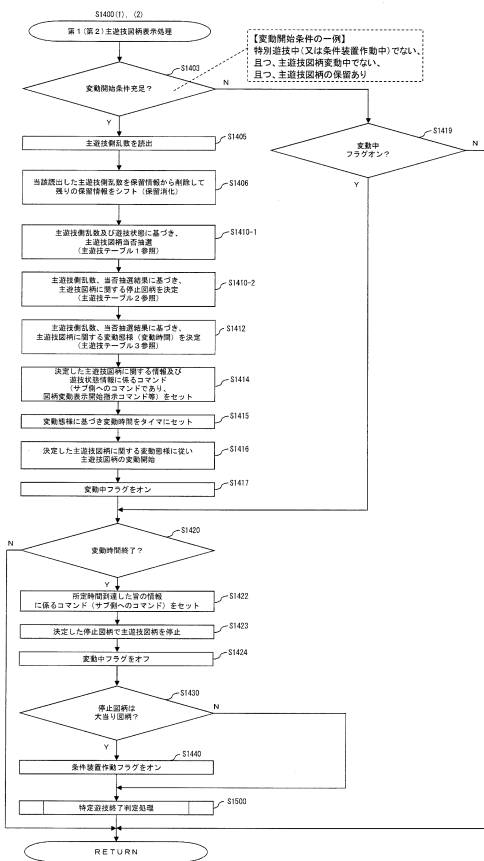 S1400(1), (2)
第1(第2)主遊技図柄表示処理
【変動開始条件の一例】
特別遊技中(又は条件装置作動中)でない、
且つ、主遊技図柄変動中でない、
且つ、主遊技図柄の保留あり
S1403
変動開始条件充足?
N
Y
S1419
変動中
フラグオン?
N
Y
S1405
主遊技側乱数を読出
S1406
当該読出した主遊技側乱数を保留情報から削除して
残りの保留情報をシフト(保留消化)
S1410-1
主遊技側乱数及び遊技状態に基づき、
主遊技図柄当否抽選
(主遊技テーブル1参照)
S1410-2
主遊技側乱数、当否抽選結果に基づき、
主遊技図柄に関する停止図柄を決定
(主遊技テーブル2参照)
S1412
主遊技側乱数、当否抽選結果に基づき、
主遊技図柄に関する変動態様(変動時間)を決定
(主遊技テーブル3参照)
S1414
決定した主遊技図柄に関する情報及び
遊技状態情報に係るコマンド
(サブ側へのコマンドであり、
図柄変動表示開始指示コマンド等)をセット
S1415
変動態様に基づき変動時間をタイマにセット
S1416
決定した主遊技図柄に関する変動態様に従い
主遊技図柄の変動開始
S1417
変動中フラグをオン
S1420
N
変動時間終了?
Y
S1422
所定時間到達した旨の情報
に係るコマンド(サブ側へのコマンド)をセット
S1423
決定した停止図柄で主遊技図柄を停止
S1424
変動中フラグをオフ
S1430
停止図柄は
大当り図柄?
N
Y
S1440
条件装置作動フラグをオン
S1500
特定遊技終了判定処理
RETURN